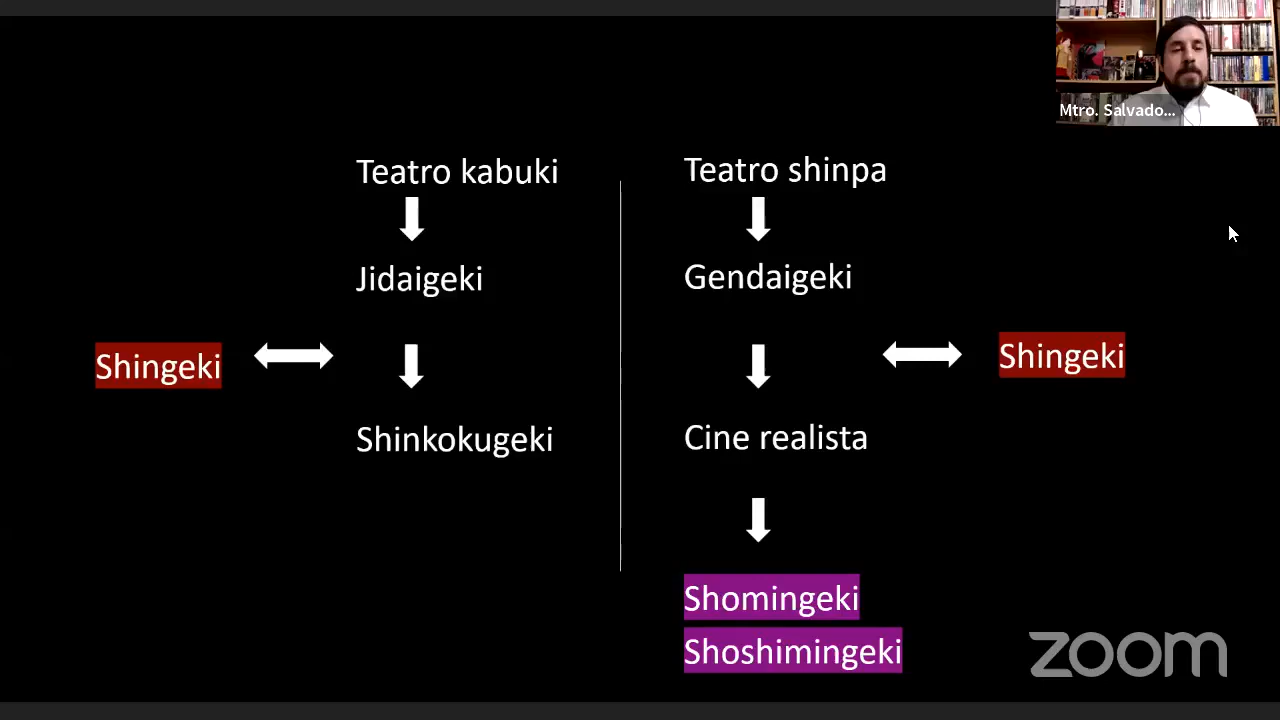 Mtro. Salvado...
Teatro kabuki
Jidaigeki
Shingeki
Shinkokugeki
Teatro shinpa
Gendaigeki
Shingeki
Cine realista
Shomingeki
Shoshimingeki
zoom